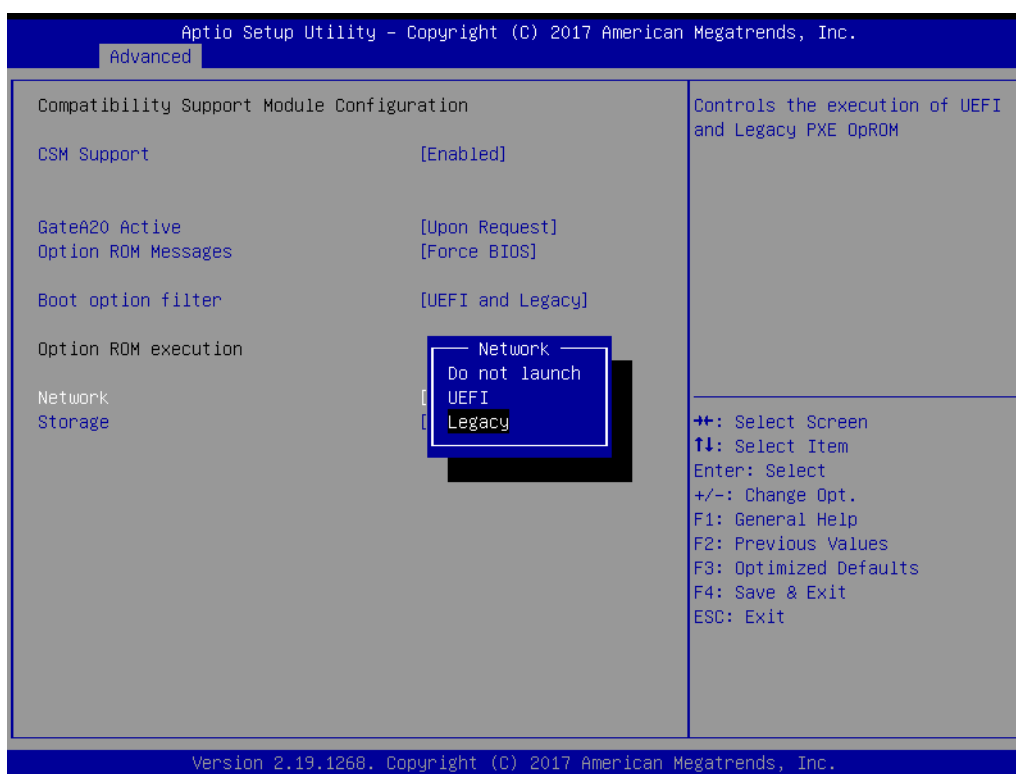 Aptio Setup Utility – Copyright (C) 2017 American Megatrends, Inc.
Advanced
Compatibility Support Module Configuration
CSM Support [Enabled]
GateA20 Active [Upon Request]
Option ROM Messages [Force BIOS]
Boot option filter [UEFI and Legacy]
Option ROM execution
Network [
Storage [
Network
Do not launch
UEFI
Legacy
Controls the execution of UEFI
and Legacy PXE OpROM
→←: Select Screen
↑↓: Select Item
Enter: Select
+/-: Change Opt.
F1: General Help
F2: Previous Values
F3: Optimized Defaults
F4: Save & Exit
ESC: Exit
Version 2.19.1268. Copyright (C) 2017 American Megatrends, Inc.